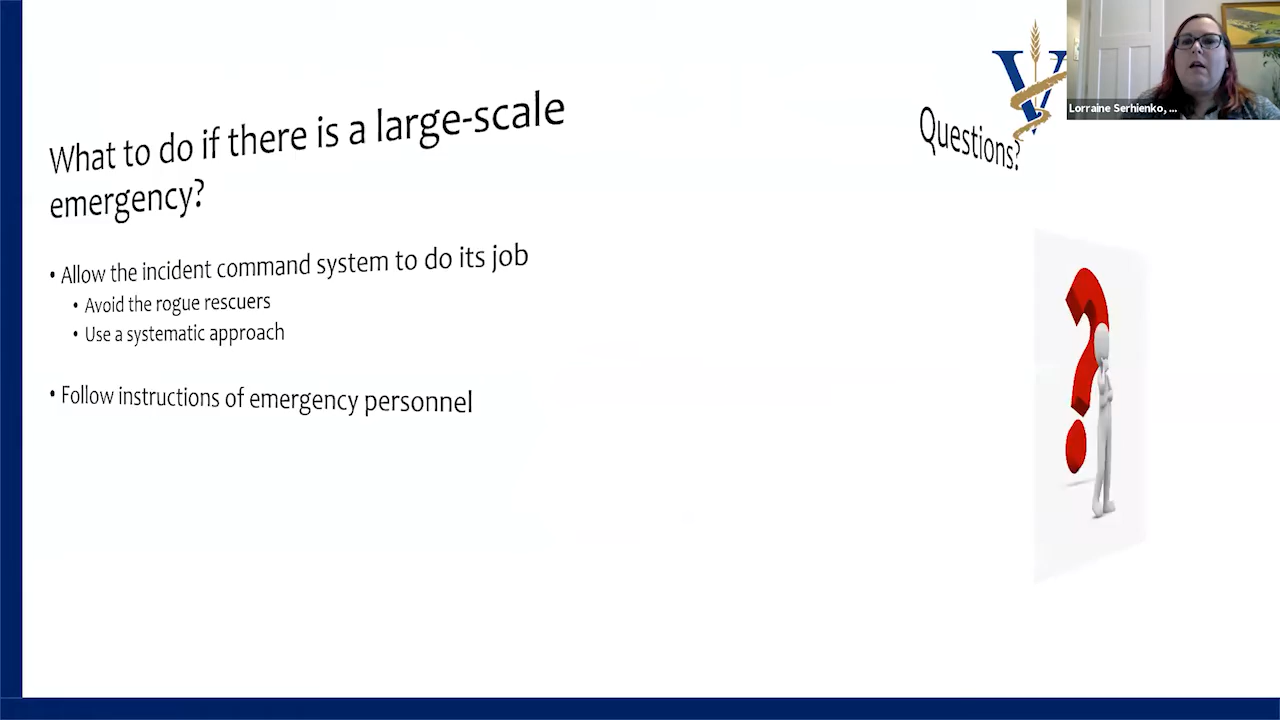 What to do if there is a large-scale
emergency?
• Allow the incident command system to do its job
• Avoid the rogue rescuers
• Use a systematic approach
• Follow instructions of emergency personnel
Questions?
V
Lorraine Serhienko, ...